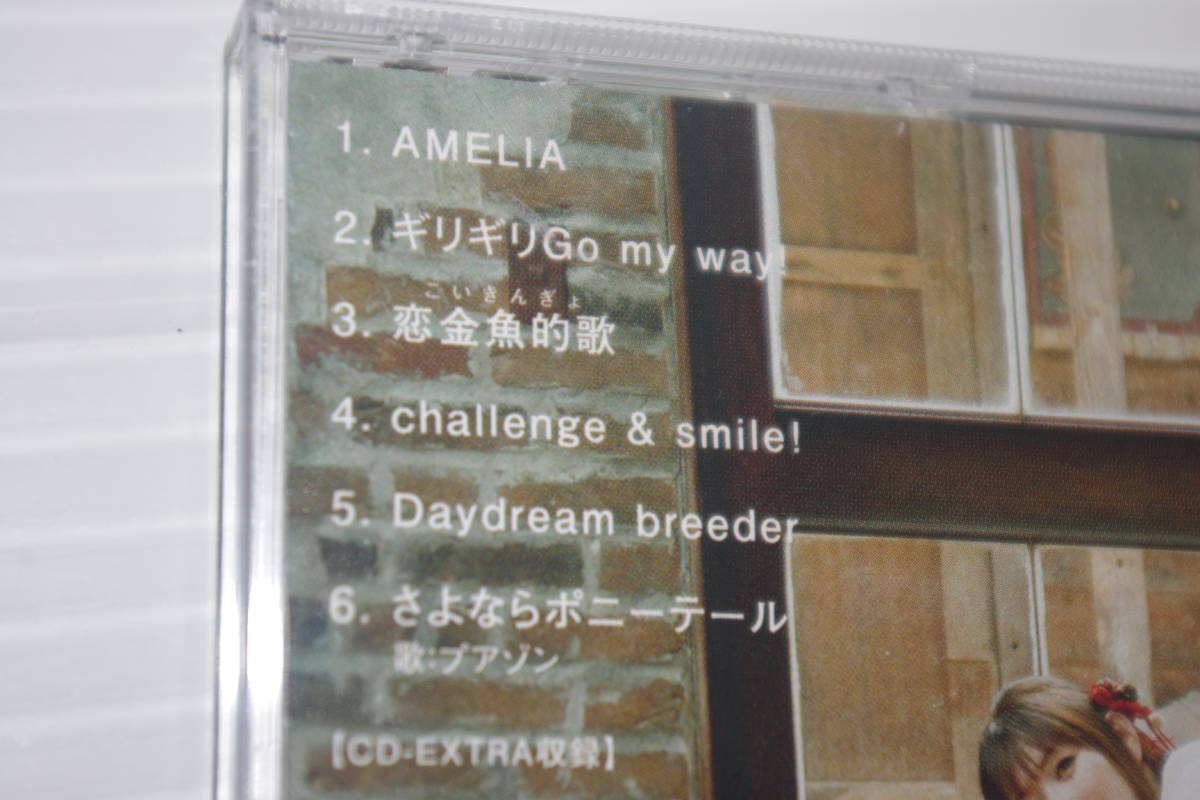 1. AMELIA
2. ギリギリGo my way!
こいきんぎょ
3. 恋金魚的歌
4. challenge & smile!
5. Daydream breeder
6. さよならポニーテール
歌:プアゾン
【CD-EXTRA収録】